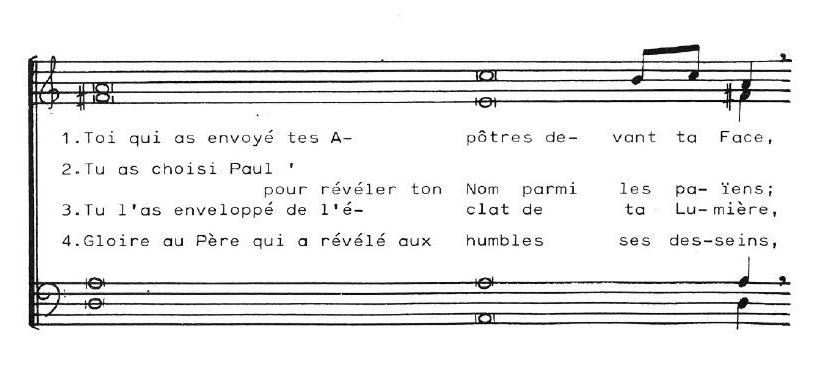 1.Toi qui as envoyé tes A- pôtres de- vant ta Face,
2.Tu as choisi Paul '
pour révéler ton Nom parmi les pa- ïens;
3.Tu l'as enveloppé de l'é- clat de ta Lu- mière,
4.Gloire au Père qui a révélé aux humbles ses des-seins,